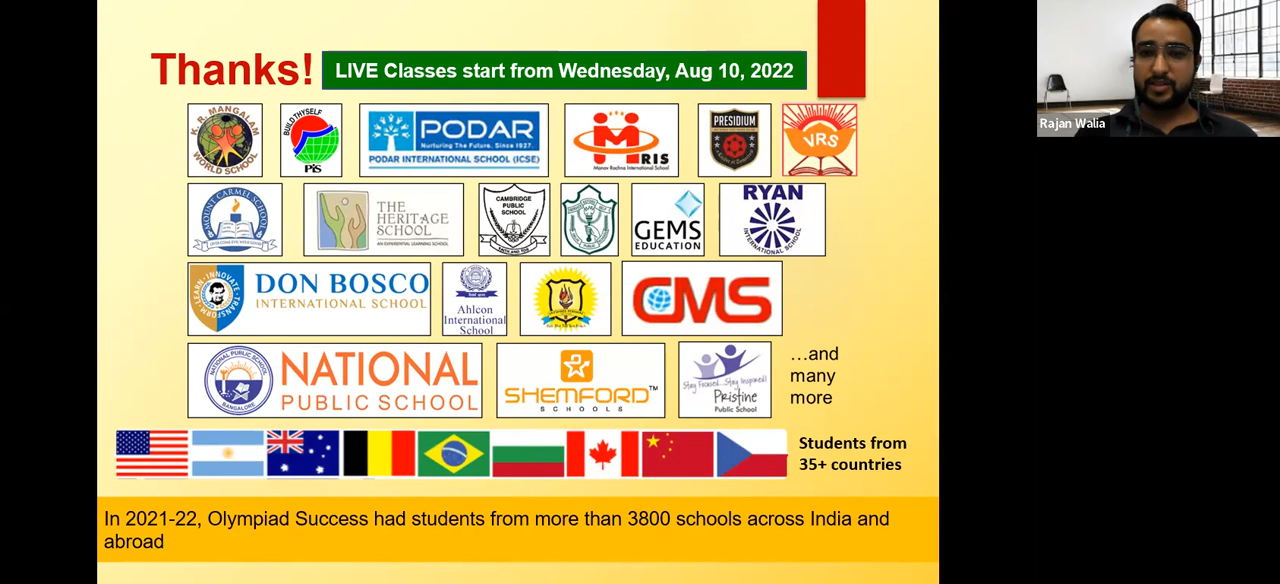 Thanks!
LIVE Classes start from Wednesday, Aug 10, 2022
Rajan Walia
K. R. MANGALAM
WORLD SCHOOL
BUILD THYSELF
PIS
PODAR
Nurturing The Future. Since 1927.
PODAR INTERNATIONAL SCHOOL (ICSE)
MRIS
Manav Rachna International School
PRESIDIUM
VRS
MOUNT CARMEL SCHOOL
THE
HERITAGE
SCHOOL
AN EXPERIENTIAL LEARNING SCHOOL
CAMBRIDGE
PUBLIC
SCHOOL
GEMS
EDUCATION
RYAN
INTERNATIONAL SCHOOL
LEARN · INNOVATE · TRANSFORM
DON BOSCO
INTERNATIONAL SCHOOL
Ahlcon
International
School
CMS
NATIONAL PUBLIC SCHOOL
BANGALORE
NATIONAL
PUBLIC SCHOOL
SHEMFORD™
SCHOOLS
Stay Focused...Stay Inspired!
Pristine
Public School
…and
many
more
Students from
35+ countries
In 2021-22, Olympiad Success had students from more than 3800 schools across India and
abroad